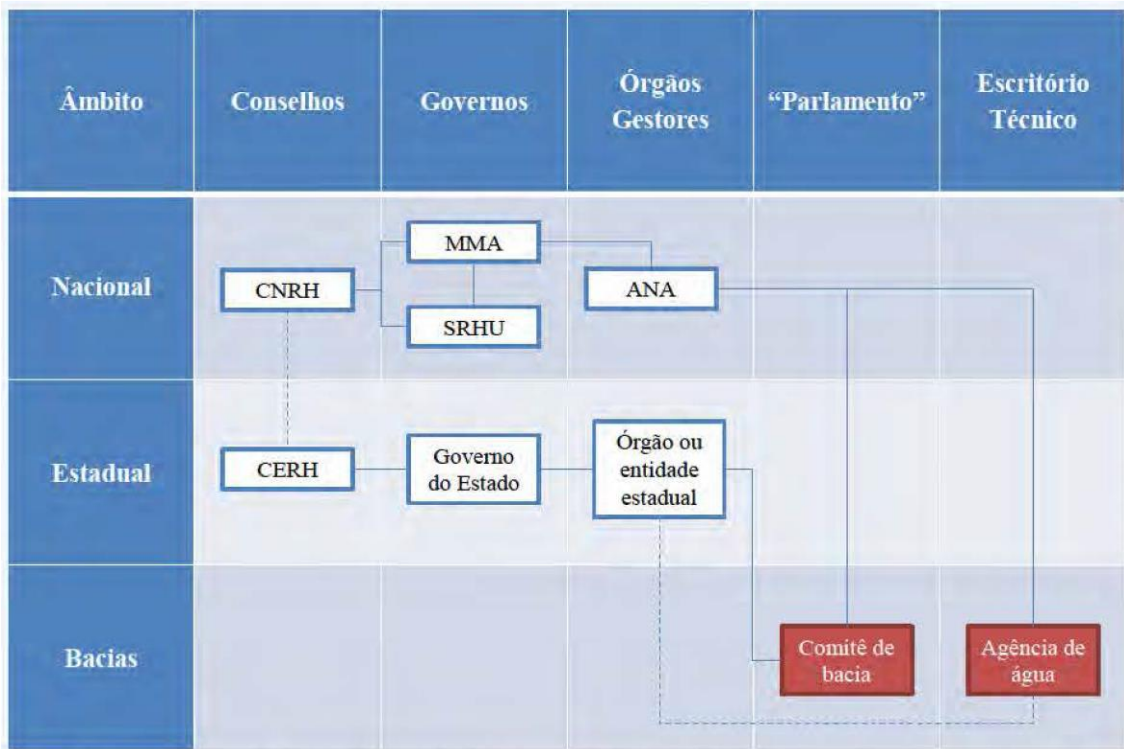 Âmbito
Conselhos
Governos
Órgãos
Gestores
“Parlamento”
Escritório
Técnico
Nacional
CNRH
MMA
SRHU
ANA
Estadual
CERH
Governo
do Estado
Órgão ou
entidade
estadual
Bacias
Comitê de
bacia
Agência de
água